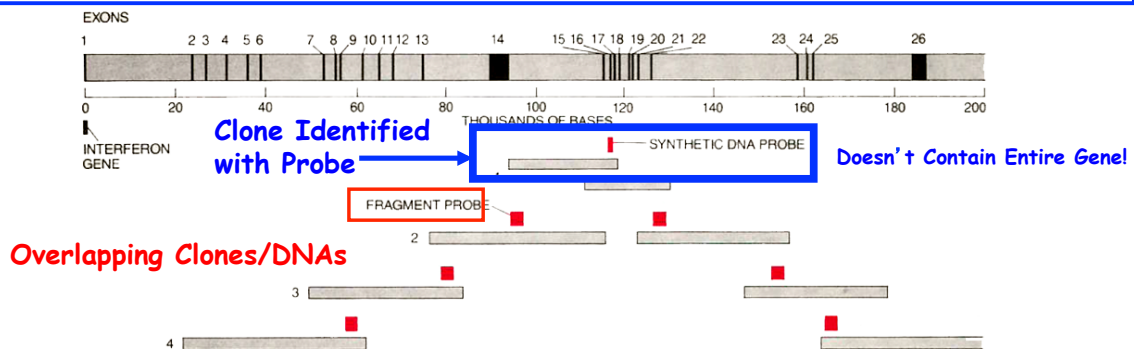 EXONS
1 2 3 4 5 6 7 8 9 10 11 12 13 14 15 16 17 18 19 20 21 22 23 24 25 26
0 20 40 60 80 100 120 140 160 180 200
THOUSANDS OF BASES
INTERFERON
GENE
Clone Identified
with Probe
SYNTHETIC DNA PROBE
Doesn't Contain Entire Gene!
FRAGMENT PROBE
2
Overlapping Clones/DNAs
3
4